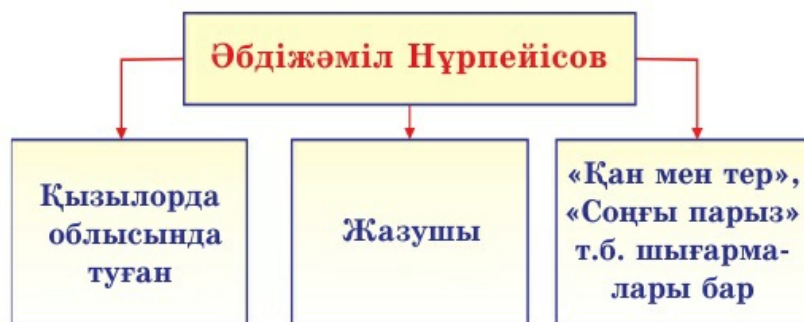 Әбдіжәміл Нұрпейісов
Қызылорда
облысында
туған
Жазушы
«Қан мен тер»,
«Соңғы парыз»
т.б. шығарма-
лары бар